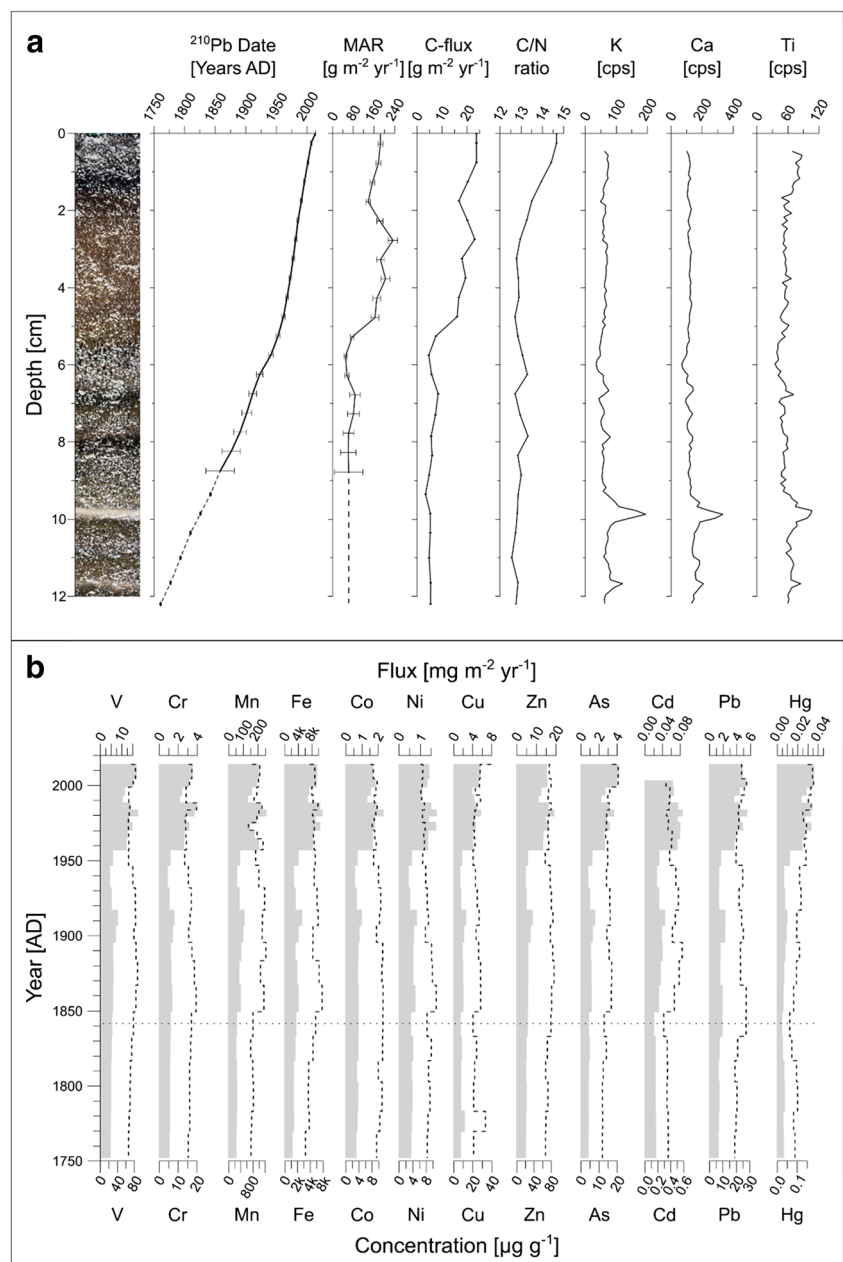 a
210Pb Date MAR C-flux C/N K Ca Ti
[Years AD] [g m-2 yr-1] [g m-2 yr-1] ratio [cps] [cps] [cps]
1750 1800 1850 1900 1950 2000 0 80 160 240 0 10 20 12 13 14 15 0 100 200 0 200 400 0 60 120
0
2
4
6
8
10
12
Depth [cm]
b
Flux [mg m-2 yr-1]
V Cr Mn Fe Co Ni Cu Zn As Cd Pb Hg
0 10 0 2 4 0 100 200 0 4k 8k 0 1 2 0 1 0 4 8 0 10 20 0 2 4 0.00 0.04 0.08 0 2 4 6 0.00 0.02 0.04
2000
1950
1900
1850
1800
1750
Year [AD]
0 40 80 0 10 20 0 800 0 2k 4k 8k 0 4 8 0 4 8 0 20 40 0 40 80 0 10 20 0.0 0.2 0.4 0.6 0 10 20 30 0.0 0.1
V Cr Mn Fe Co Ni Cu Zn As Cd Pb Hg
Concentration [µg g-1]